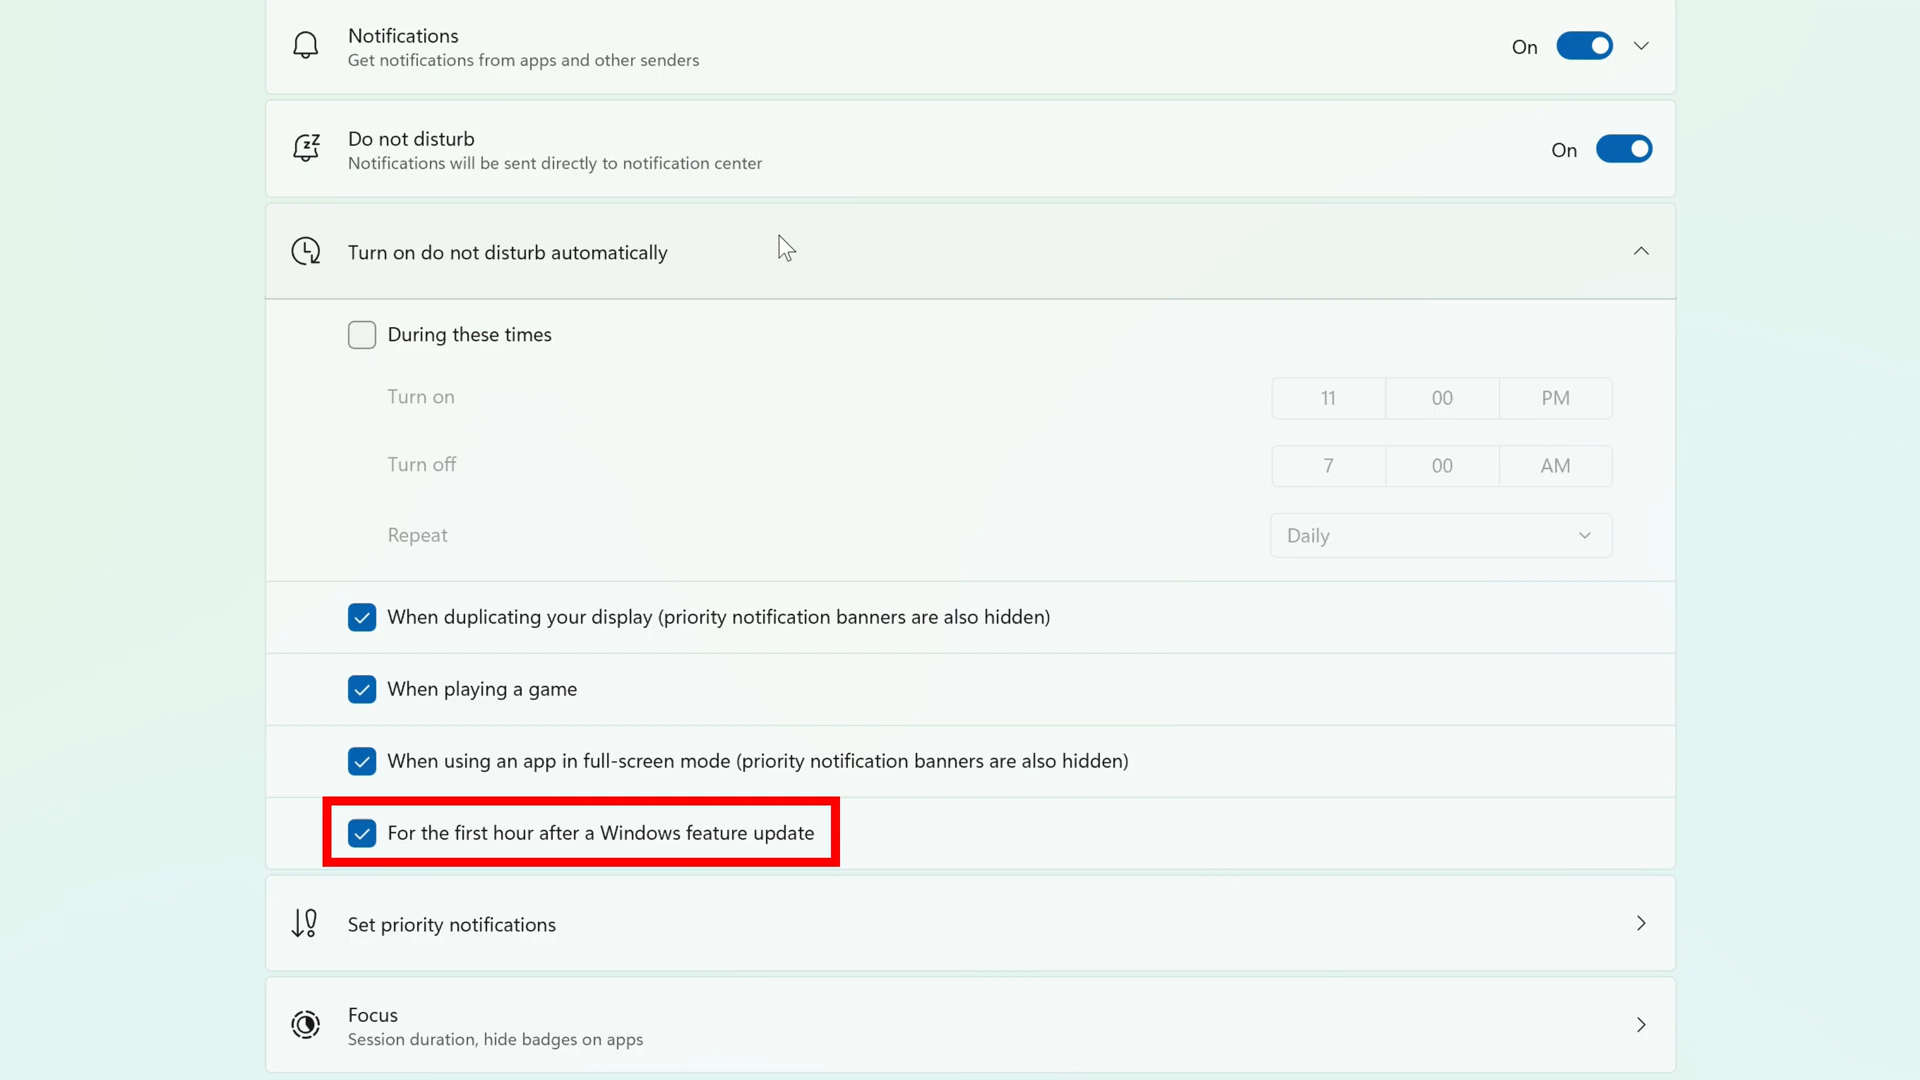 Notifications
Get notifications from apps and other senders
On
Do not disturb
Notifications will be sent directly to notification center
On
Turn on do not disturb automatically
During these times
Turn on
11 00 PM
Turn off
7 00 AM
Repeat
Daily
When duplicating your display (priority notification banners are also hidden)
When playing a game
When using an app in full-screen mode (priority notification banners are also hidden)
For the first hour after a Windows feature update
Set priority notifications
Focus
Session duration, hide badges on apps